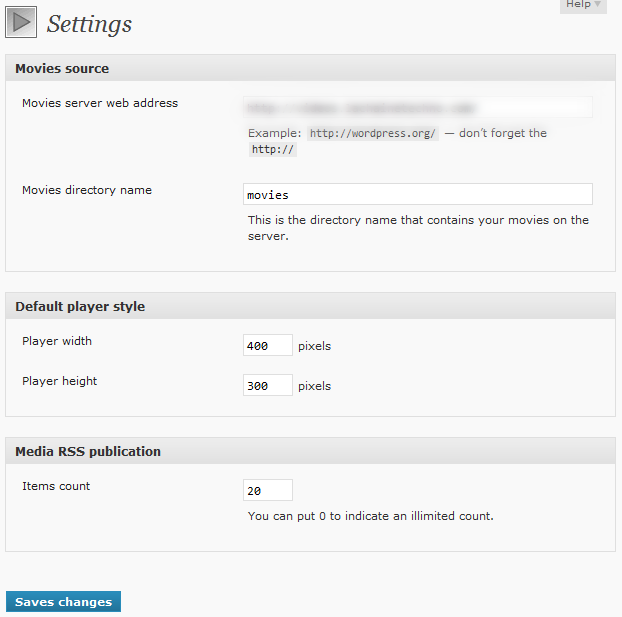 Help
Settings
Movies source
Movies server web address
Example: http://wordpress.org/ — don’t forget the
http://
Movies directory name
movies
This is the directory name that contains your movies on the
server.
Default player style
Player width
400 pixels
Player height
300 pixels
Media RSS publication
Items count
20
You can put 0 to indicate an illimited count.
Saves changes